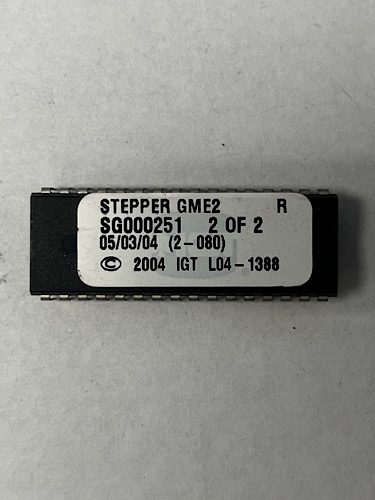 STEPPER GME2 R
SG000251 2 OF 2
05/03/04 (2-080)
© 2004 IGT L04-1388